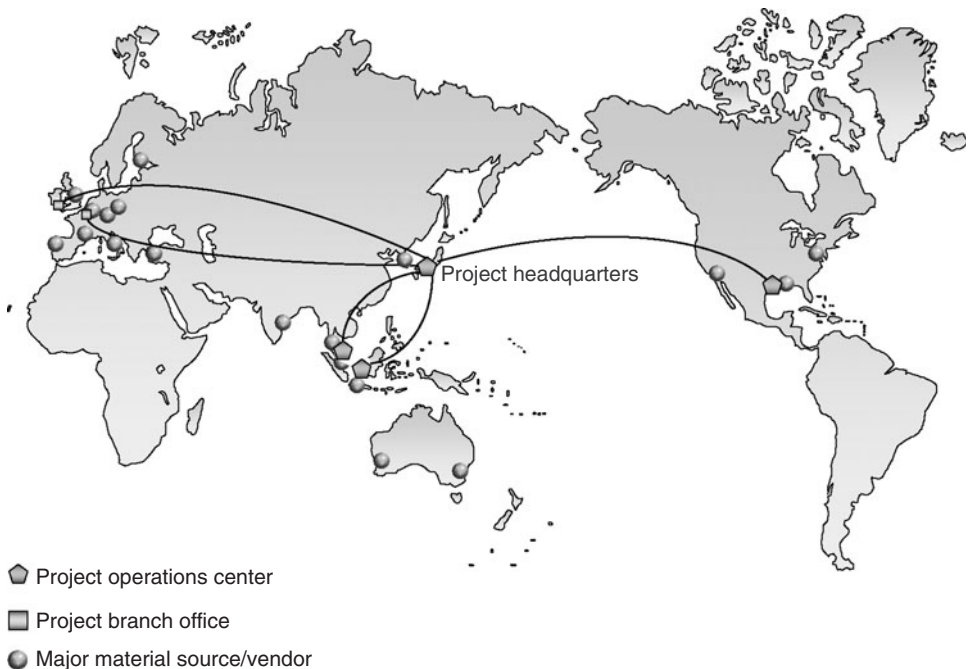 Project headquarters
Project operations center
Project branch office
Major material source/vendor